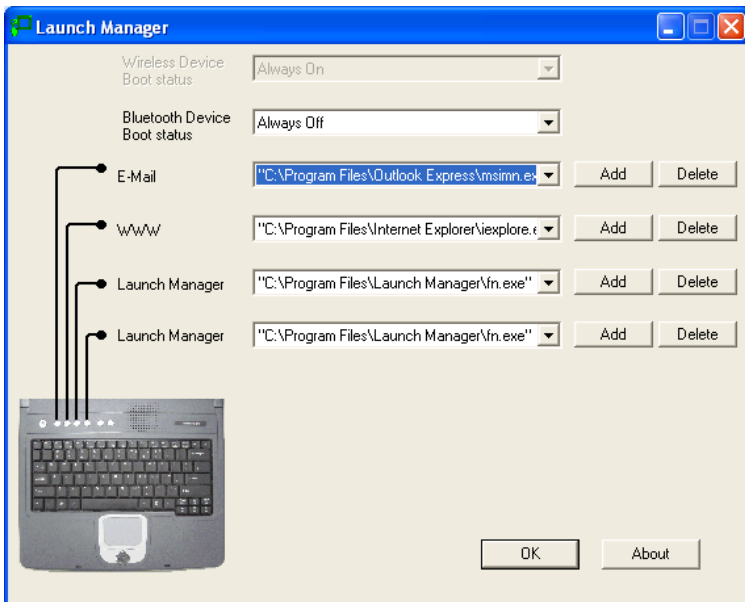 Launch Manager
Wireless Device
Boot status
Always On
Bluetooth Device
Boot status
Always Off
E-Mail
"C:\Program Files\Outlook Express\msimn.ex
Add
Delete
WWW
"C:\Program Files\Internet Explorer\iexplore.e
Add
Delete
Launch Manager
"C:\Program Files\Launch Manager\fn.exe"
Add
Delete
Launch Manager
"C:\Program Files\Launch Manager\fn.exe"
Add
Delete
OK
About